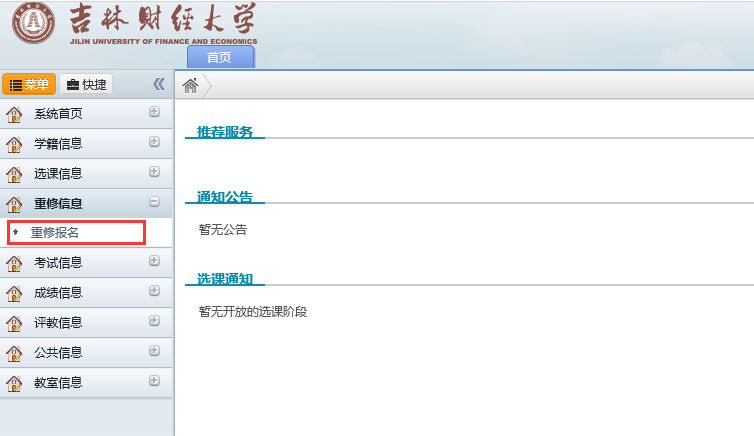 吉林财经大学
JILIN UNIVERSITY OF FINANCE AND ECONOMICS
首页
菜单
快捷
系统首页
学籍信息
选课信息
重修信息
重修报名
考试信息
成绩信息
评教信息
公共信息
教室信息
推荐服务
通知公告
暂无公告
选课通知
暂无开放的选课阶段